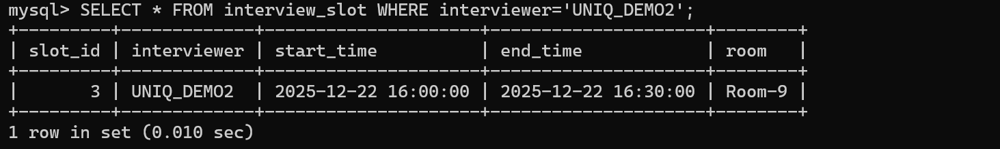 mysql> SELECT * FROM interview_slot WHERE interviewer='UNIQ_DEMO2';
+---------+-------------+---------------------+---------------------+--------+
| slot_id | interviewer | start_time          | end_time            | room   |
+---------+-------------+---------------------+---------------------+--------+
|       3 | UNIQ_DEMO2  | 2025-12-22 16:00:00 | 2025-12-22 16:30:00 | Room-9 |
+---------+-------------+---------------------+---------------------+--------+
1 row in set (0.010 sec)